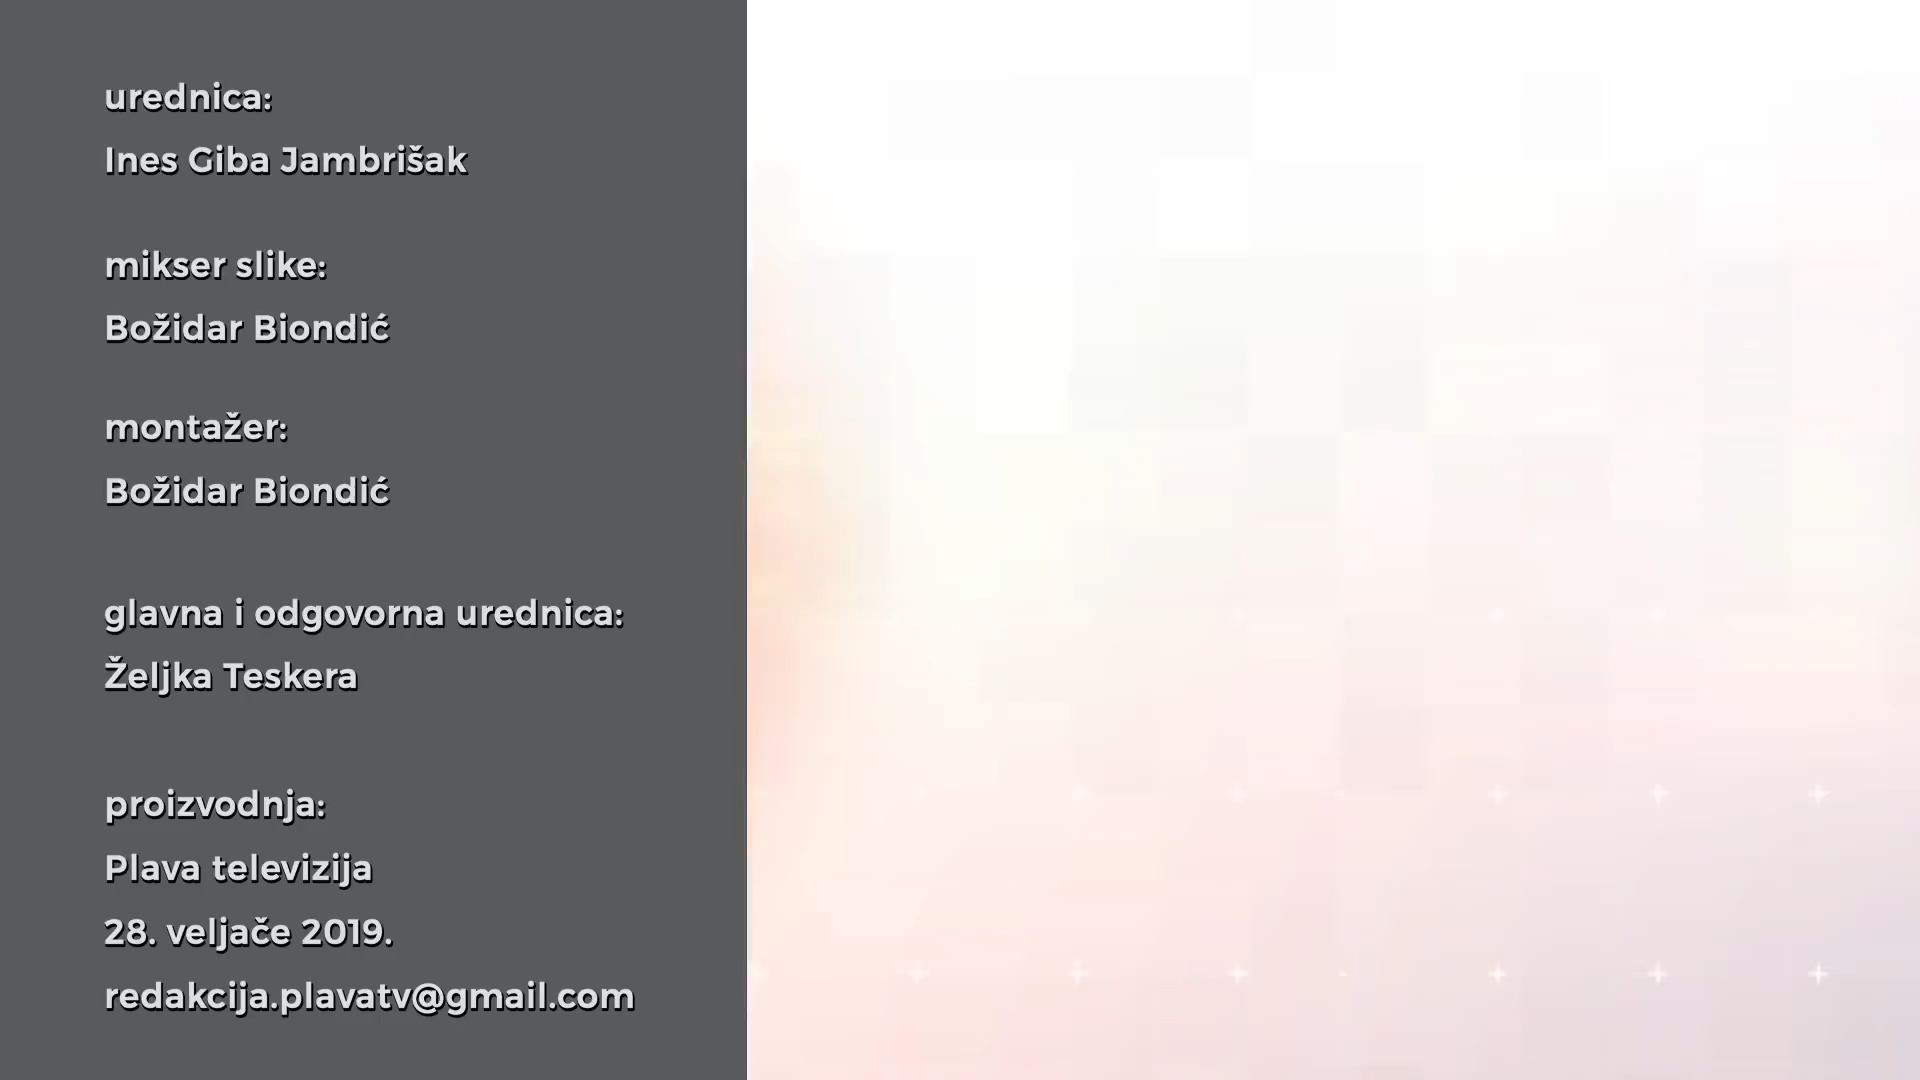 urednica:
Ines Giba Jambrišak
mikser slike:
Božidar Biondić
montažer:
Božidar Biondić
glavna i odgovorna urednica:
Željka Teskera
proizvodnja:
Plava televizija
28. veljače 2019.
redakcija.plavatv@gmail.com